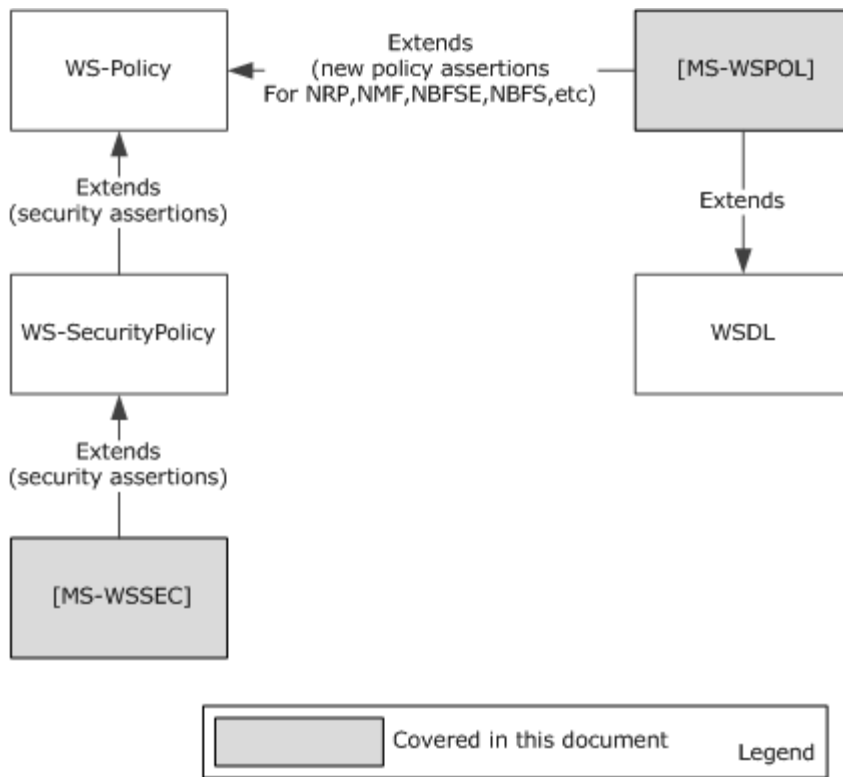 WS-Policy
Extends
(new policy assertions
For NRP,NMF,NBFSE,NBFS,etc)
[MS-WSPOL]
Extends
(security assertions)
Extends
WS-SecurityPolicy
WSDL
Extends
(security assertions)
[MS-WSSEC]
Covered in this document
Legend